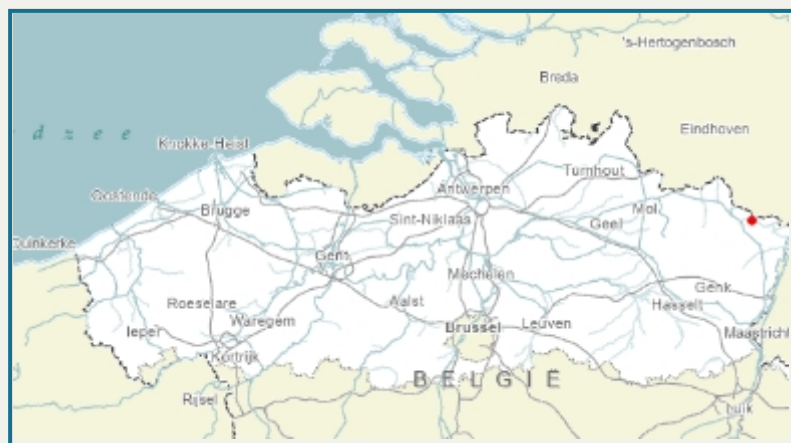 's-Hertogenbosch
Breda
Eindhoven
d z e e
Knokke-Heist
Turnhout
Antwerpen
Oostende
Brugge
Sint-Niklaas
Geel
Mol
Duinkerke
Gent
Mechelen
Genk
Roeselare
Aalst
Hasselt
Ieper
Waregem
Brussel
Leuven
Maastricht
Kortrijk
BELGIË
Rijsel
Luik